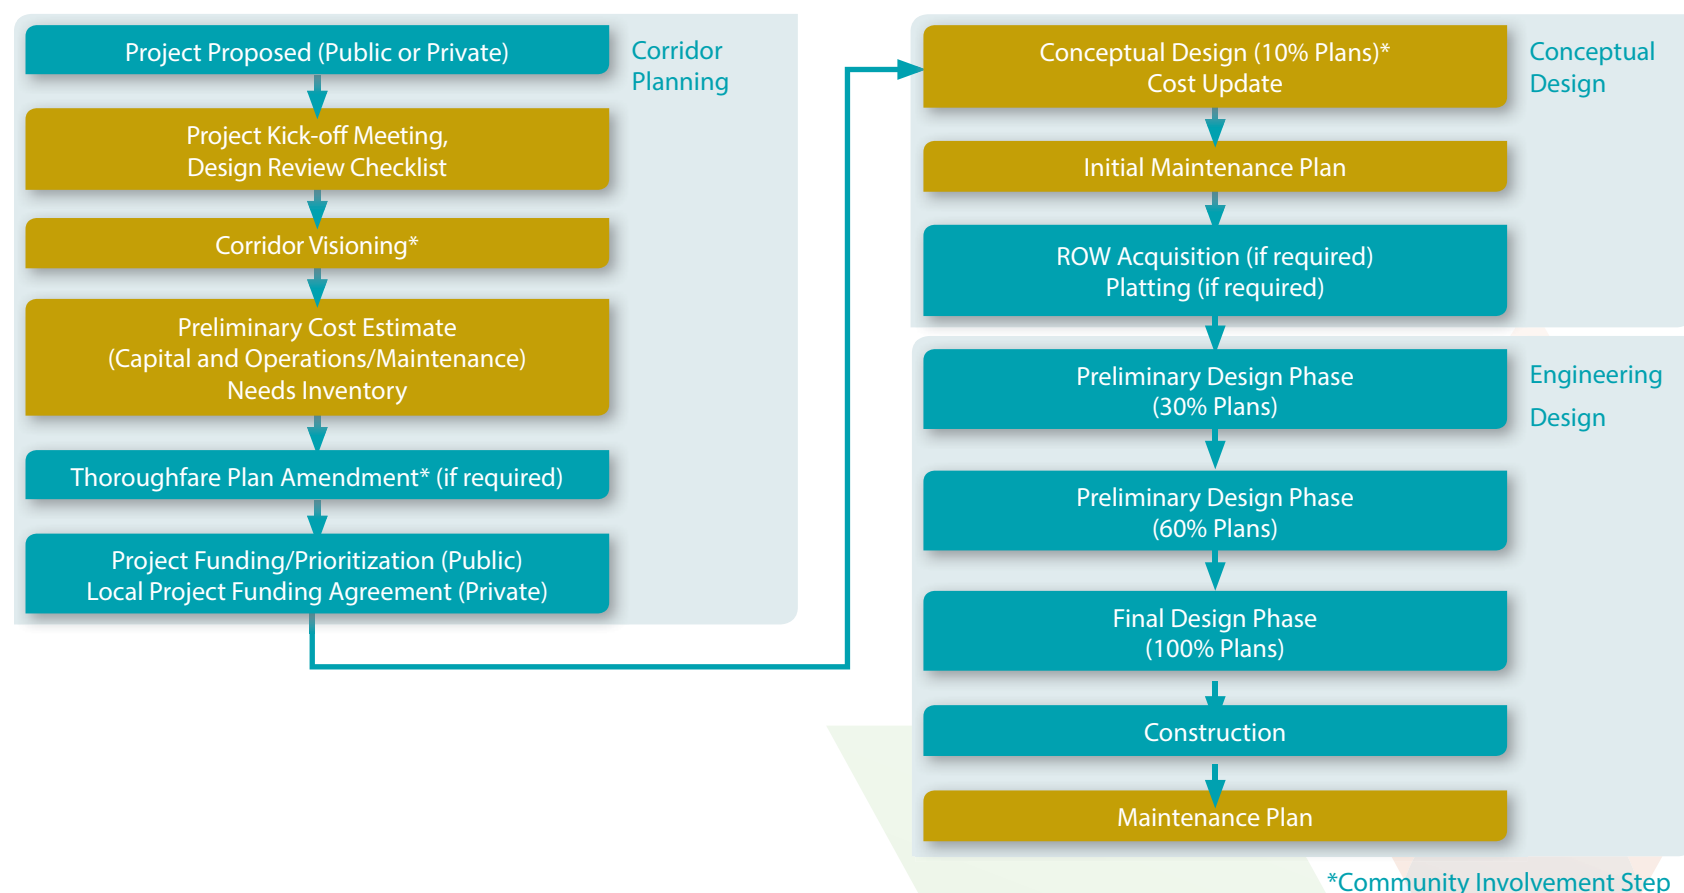 Project Proposed (Public or Private)
Corridor
Planning
Project Kick-off Meeting,
Design Review Checklist
Corridor Visioning*
Preliminary Cost Estimate
(Capital and Operations/Maintenance)
Needs Inventory
Thoroughfare Plan Amendment* (if required)
Project Funding/Prioritization (Public)
Local Project Funding Agreement (Private)
Conceptual Design (10% Plans)*
Cost Update
Conceptual
Design
Initial Maintenance Plan
ROW Acquisition (if required)
Platting (if required)
Preliminary Design Phase
(30% Plans)
Engineering
Design
Preliminary Design Phase
(60% Plans)
Final Design Phase
(100% Plans)
Construction
Maintenance Plan
*Community Involvement Step